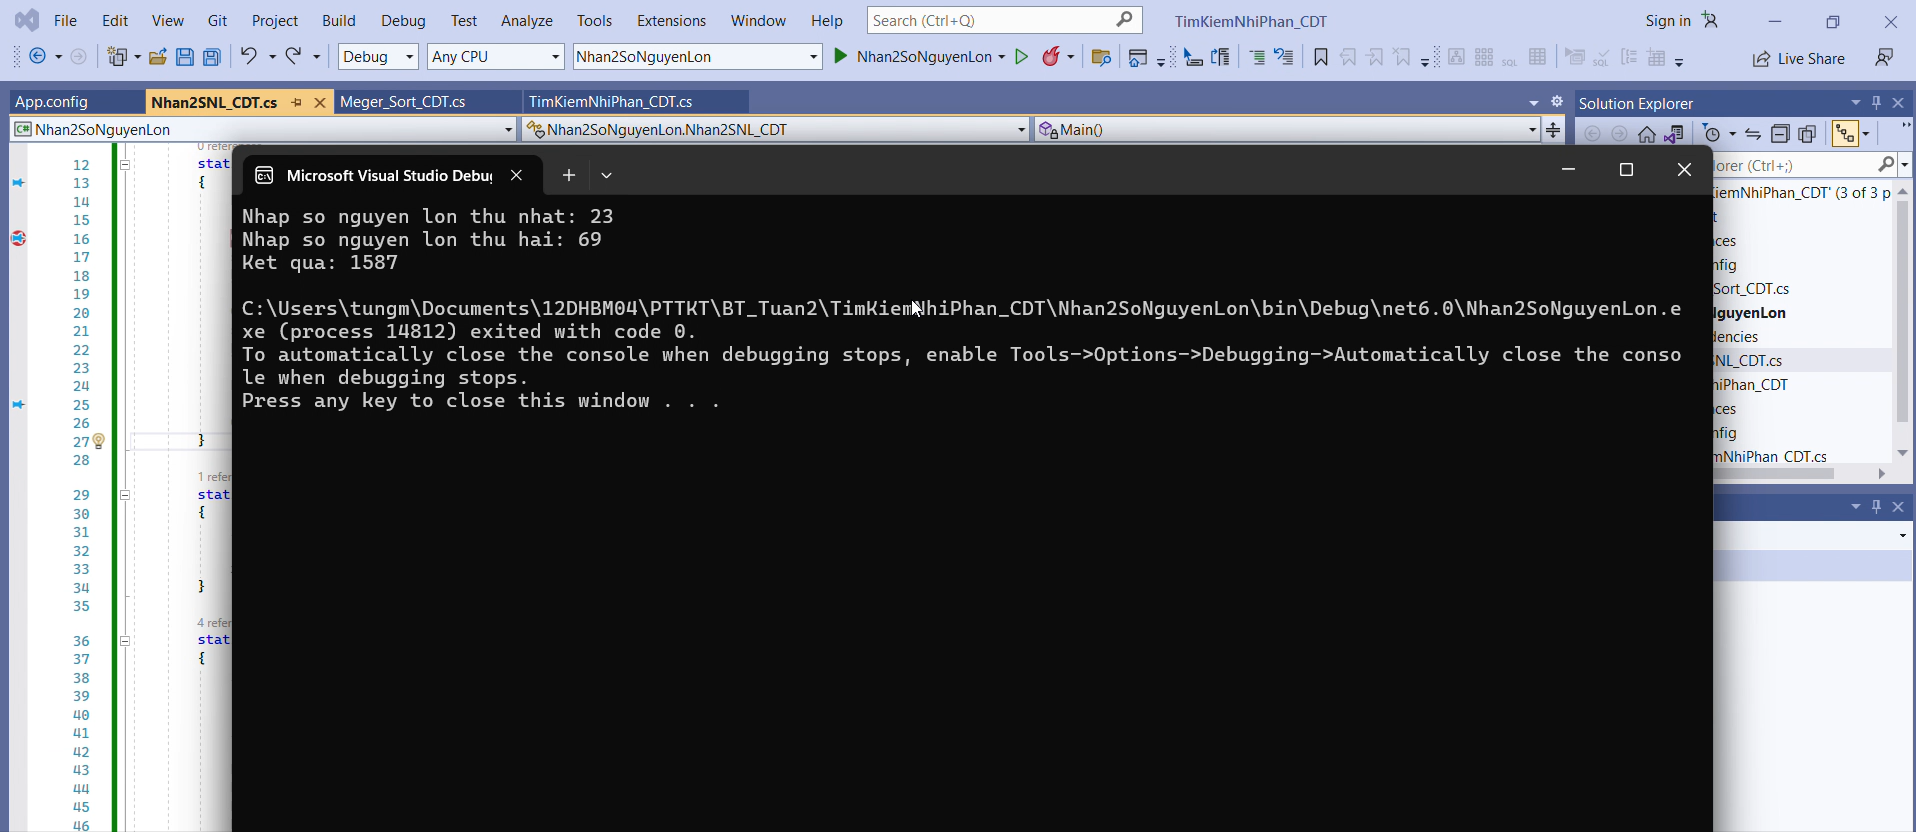 File Edit View Git Project Build Debug Test Analyze Tools Extensions Window Help Search (Ctrl+Q) TimKiemNhiPhan_CDT Sign in
Debug Any CPU Nhan2SoNguyenLon Nhan2SoNguyenLon Live Share
App.config Nhan2SNL_CDT.cs Meger_Sort_CDT.cs TimKiemNhiPhan_CDT.cs Solution Explorer
C# Nhan2SoNguyenLon Nhan2SoNguyenLon.Nhan2SNL_CDT Main()
0 refer
12 stat
13 {
14
15
16
17
18
19
20
21
22
23
24
25
26
27 }
28
1 refer
29 stat
30 {
31
32
33
34 }
35
4 refer
36 stat
37 {
38
39
40
41
42
43
44
45
46
Microsoft Visual Studio Debu
Nhap so nguyen lon thu nhat: 23
Nhap so nguyen lon thu hai: 69
Ket qua: 1587
C:\Users\tungm\Documents\12DHBM04\PTTKT\BT_Tuan2\TimKiemNhiPhan_CDT\Nhan2SoNguyenLon\bin\Debug\net6.0\Nhan2SoNguyenLon.e
xe (process 14812) exited with code 0.
To automatically close the console when debugging stops, enable Tools->Options->Debugging->Automatically close the conso
le when debugging stops.
Press any key to close this window . . .
lorer (Ctrl+;)
iemNhiPhan_CDT' (3 of 3 p
t
ces
nfig
Sort_CDT.cs
NguyenLon
dencies
SNL_CDT.cs
hiPhan_CDT
ces
nfig
mNhiPhan_CDT.cs